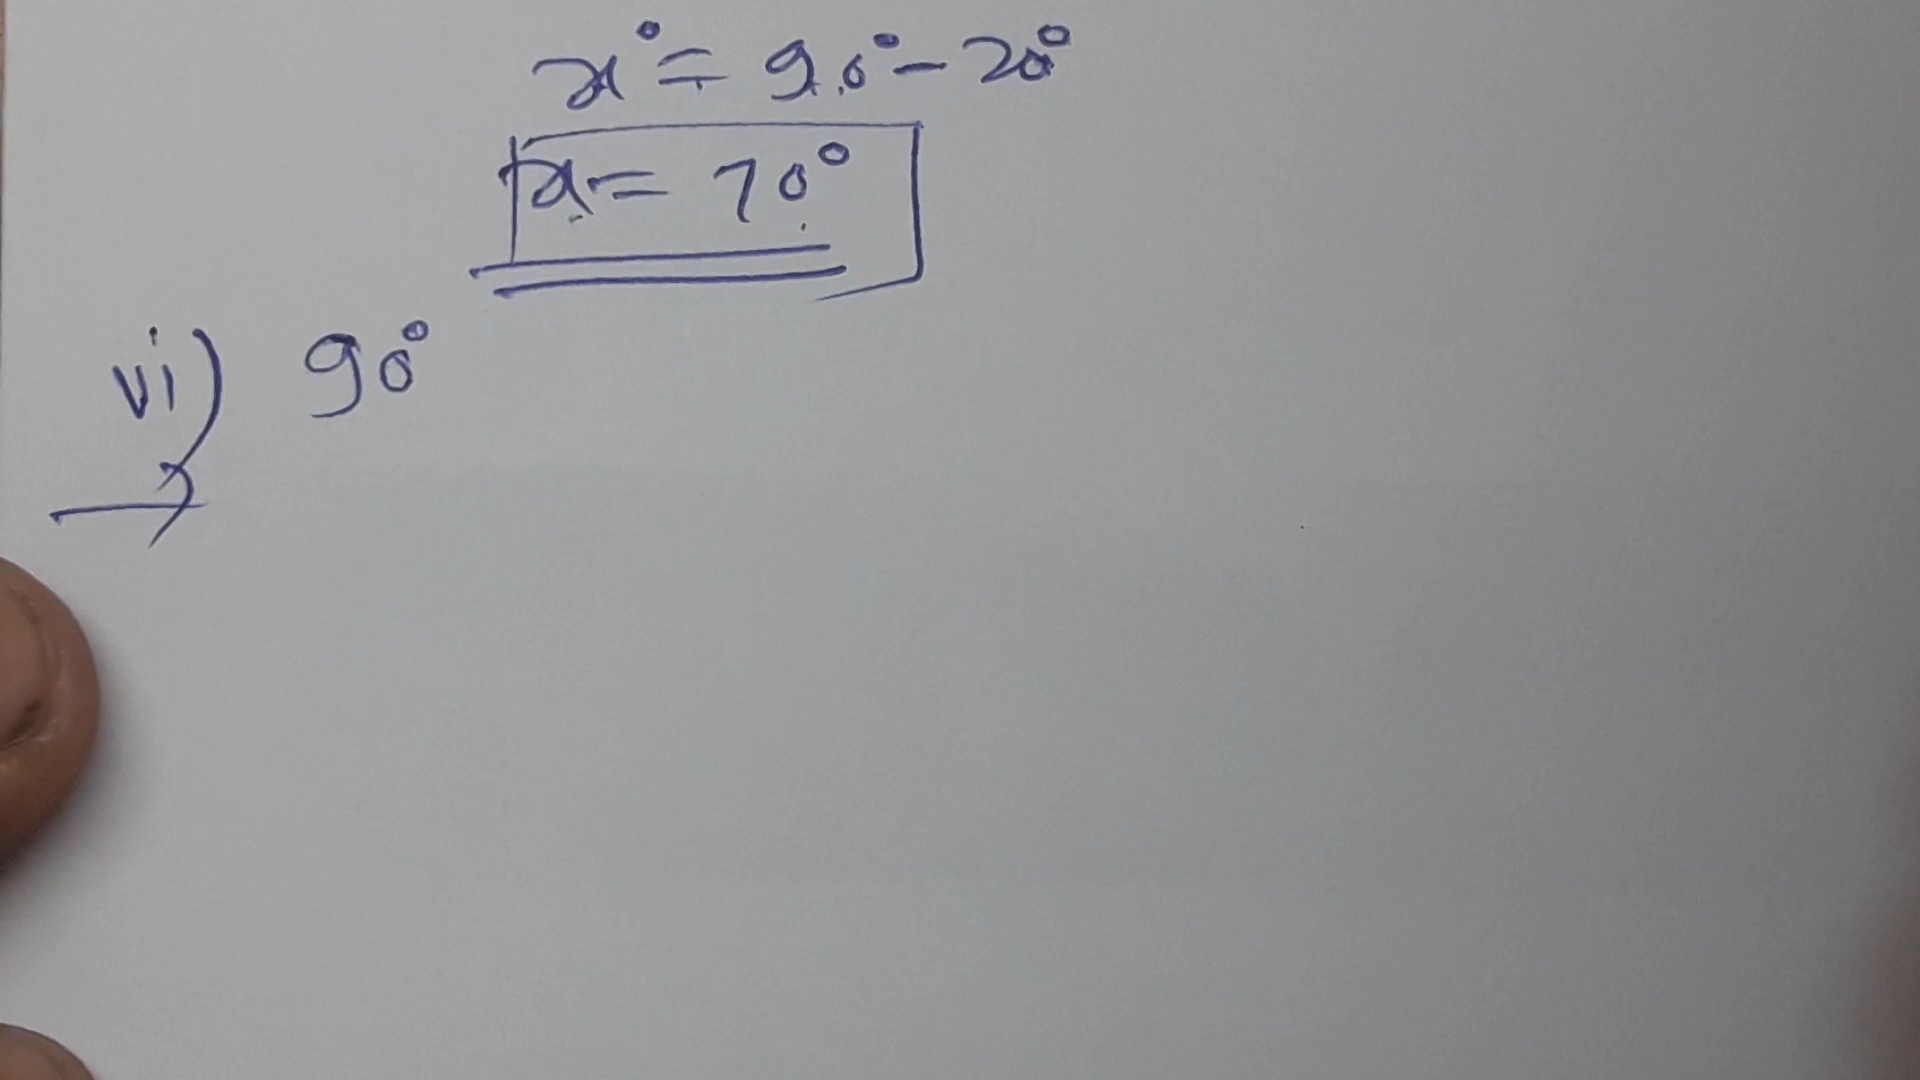 x° = 90° - 20°
x = 70°
vi) 90°